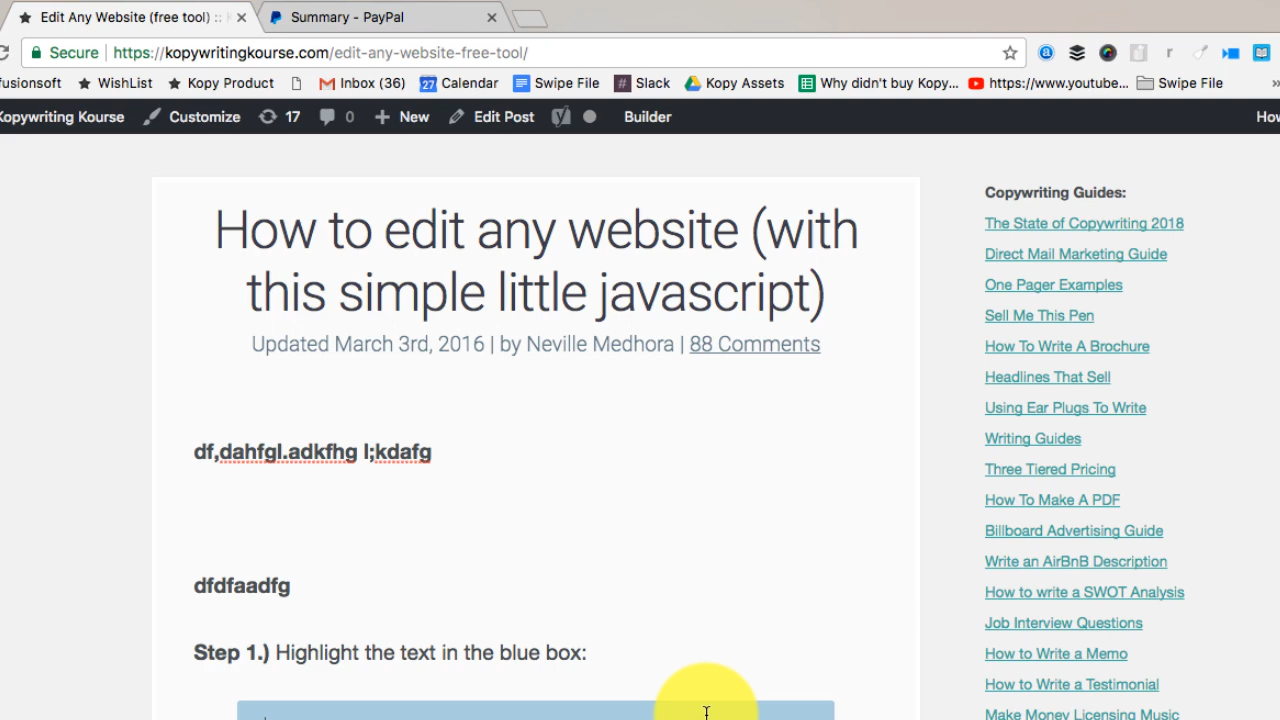 Edit Any Website (free tool) ::
Summary - PayPal
Secure
https://kopywritingkourse.com/edit-any-website-free-tool/
fusionsoft
WishList
Kopy Product
Inbox (36)
27
Calendar
Swipe File
Slack
Kopy Assets
Why didn't buy Kopy...
https://www.youtube...
Swipe File
»
Kopywriting Kourse
Customize
17
0
New
Edit Post
Builder
How
How to edit any website (with
this simple little javascript)
Updated March 3rd, 2016 | by Neville Medhora | 88 Comments
df,dahfgl.adkfhg l;kdafg
dfdfaadfg
Step 1.) Highlight the text in the blue box:
Copywriting Guides:
The State of Copywriting 2018
Direct Mail Marketing Guide
One Pager Examples
Sell Me This Pen
How To Write A Brochure
Headlines That Sell
Using Ear Plugs To Write
Writing Guides
Three Tiered Pricing
How To Make A PDF
Billboard Advertising Guide
Write an AirBnB Description
How to write a SWOT Analysis
Job Interview Questions
How to Write a Memo
How to Write a Testimonial
Make Money Licensing Music